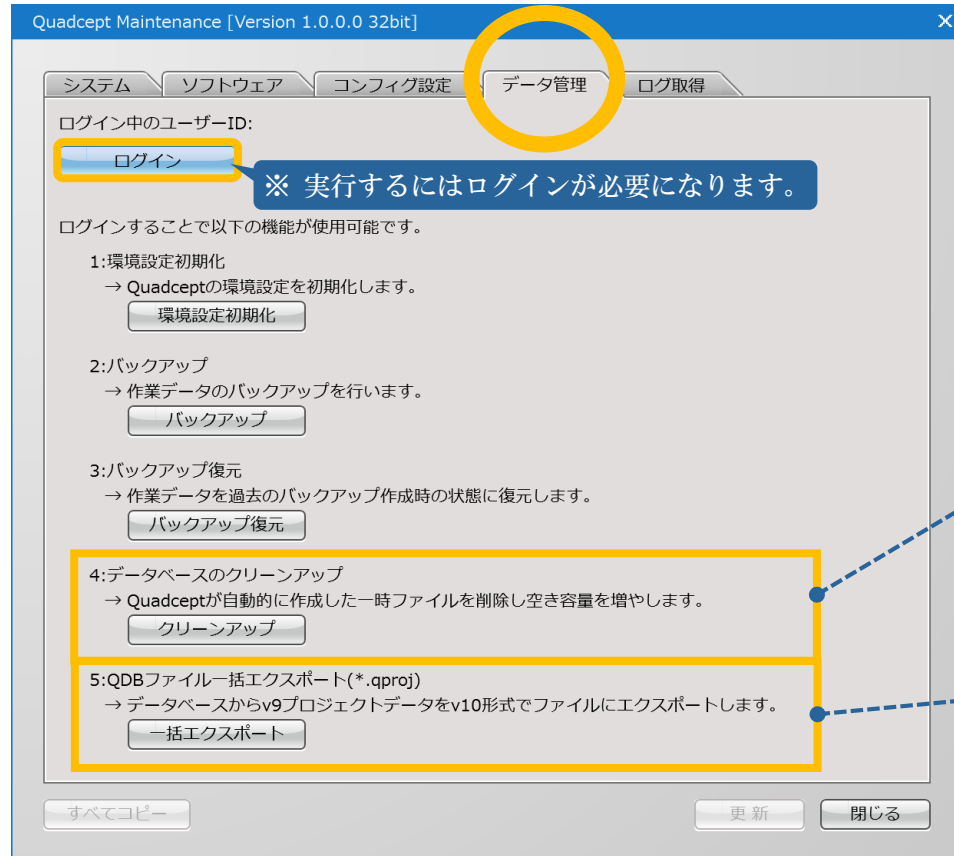 Quadcept Maintenance [Version 1.0.0.0 32bit]
システム ソフトウェア コンフィグ設定 データ管理 ログ取得
ログイン中のユーザーID:
ログイン
※ 実行するにはログインが必要になります。
ログインすることで以下の機能が使用可能です。
1:環境設定初期化
→ Quadceptの環境設定を初期化します。
環境設定初期化
2:バックアップ
→ 作業データのバックアップを行います。
バックアップ
3:バックアップ復元
→ 作業データを過去のバックアップ作成時の状態に復元します。
バックアップ復元
4:データベースのクリーンアップ
→ Quadceptが自動的に作成した一時ファイルを削除し空き容量を増やします。
クリーンアップ
5:QDBファイル一括エクスポート(*.qproj)
→ データベースからv9プロジェクトデータをv10形式でファイルにエクスポートします。
一括エクスポート
すべてコピー 更新 閉じる